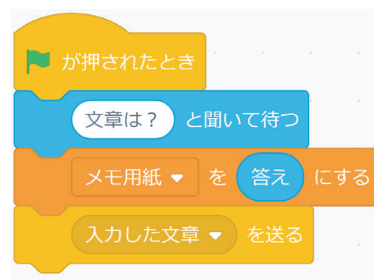 が押されたとき
文章は？ と聞いて待つ
メモ用紙 を 答え にする
入力した文章 を送る